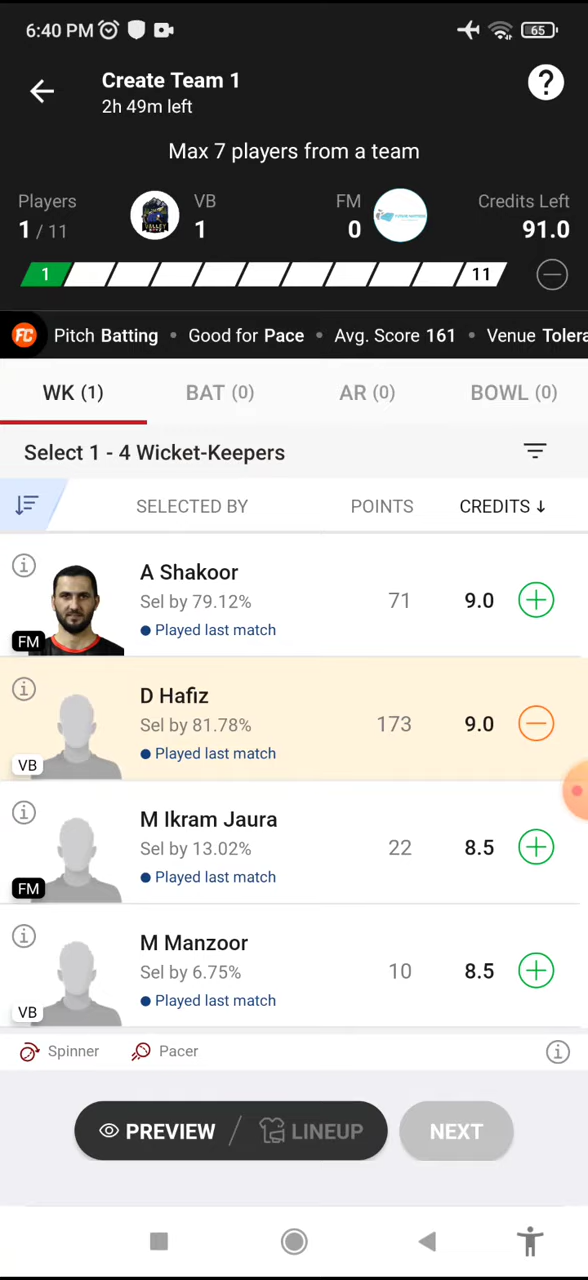 6:40 PM 65
Create Team 1
2h 49m left
?
Max 7 players from a team
Players VB FM Credits Left
1 / 11 1 0 91.0
1 11
FC Pitch Batting • Good for Pace • Avg. Score 161 • Venue Tolera
WK (1) BAT (0) AR (0) BOWL (0)
Select 1 - 4 Wicket-Keepers
SELECTED BY POINTS CREDITS ↓
A Shakoor
Sel by 79.12% 71 9.0
Played last match
FM
D Hafiz
Sel by 81.78% 173 9.0
Played last match
VB
M Ikram Jaura
Sel by 13.02% 22 8.5
Played last match
FM
M Manzoor
Sel by 6.75% 10 8.5
Played last match
VB
Spinner Pacer
PREVIEW / LINEUP NEXT